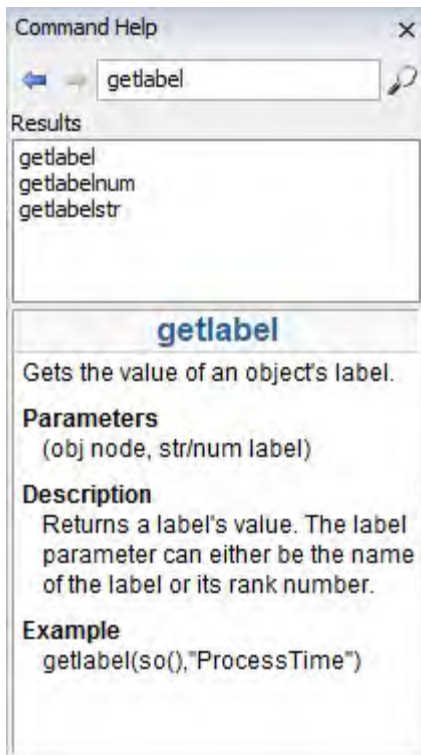 Command Help
getlabel
Results
getlabel
getlabelnum
getlabelstr
getlabel
Gets the value of an object's label.
Parameters
(obj node, str/num label)
Description
Returns a label's value. The label
parameter can either be the name
of the label or its rank number.
Example
getlabel(so(),"ProcessTime")